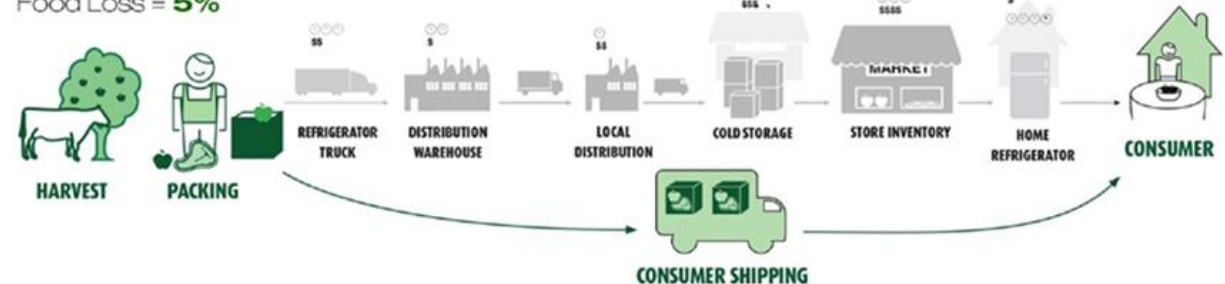 Food Loss = 5%
$$
$
$$
$$$
$$$$
MARKET
REFRIGERATOR
TRUCK
DISTRIBUTION
WAREHOUSE
LOCAL
DISTRIBUTION
COLD STORAGE
STORE INVENTORY
HOME
REFRIGERATOR
CONSUMER
HARVEST
PACKING
CONSUMER SHIPPING